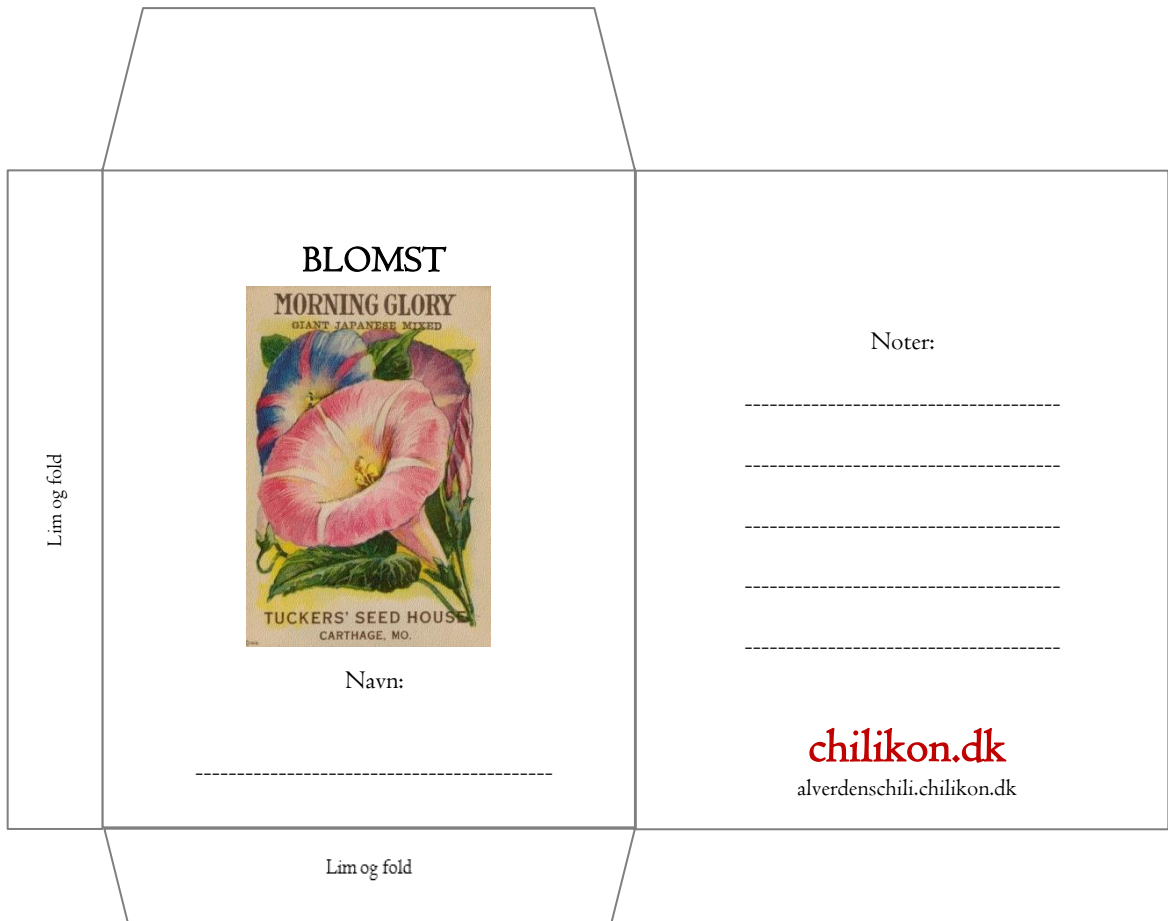 BLOMST
MORNING GLORY
GIANT JAPANESE MIXED
TUCKERS' SEED HOUSE
CARTHAGE, MO.
Navn:
Lim og fold
Lim og fold
Noter:
chilikon.dk
alverdenschili.chilikon.dk